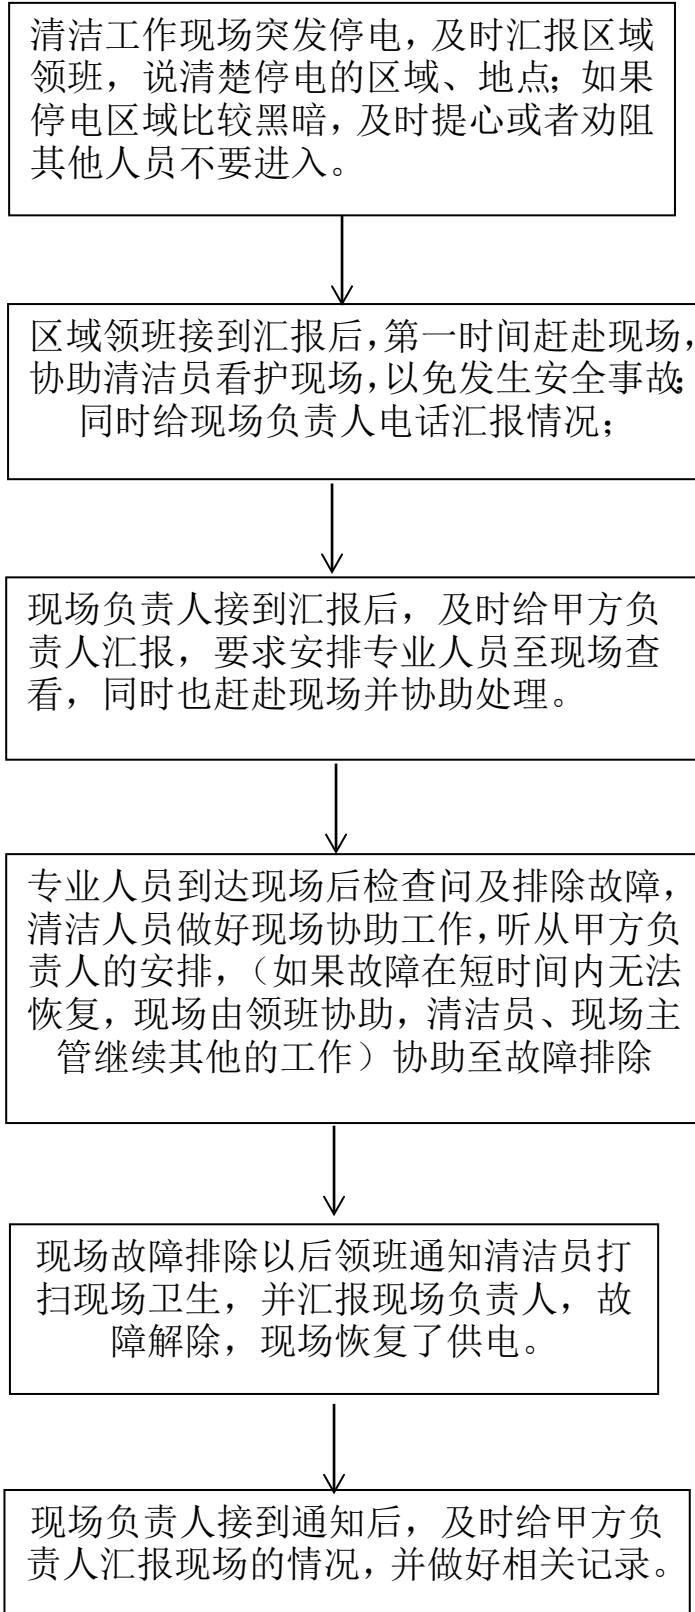 清洁工作现场突发停电，及时汇报区域
领班，说清楚停电的区域、地点；如果
停电区域比较黑暗，及时提心或者劝阻
其他人员不要进入。
区域领班接到汇报后，第一时间赶赴现场，
协助清洁员看护现场，以免发生安全事故；
同时给现场负责人电话汇报情况；
现场负责人接到汇报后，及时给甲方负
责人汇报，要求安排专业人员至现场查
看，同时也赶赴现场并协助处理。
专业人员到达现场后检查问及排除故障，
清洁人员做好现场协助工作，听从甲方负
责人的安排，（如果故障在短时间内无法
恢复，现场由领班协助，清洁员、现场主
管继续其他的工作）协助至故障排除
现场故障排除以后领班通知清洁员打
扫现场卫生，并汇报现场负责人，故
障解除，现场恢复了供电。
现场负责人接到通知后，及时给甲方负
责人汇报现场的情况，并做好相关记录。